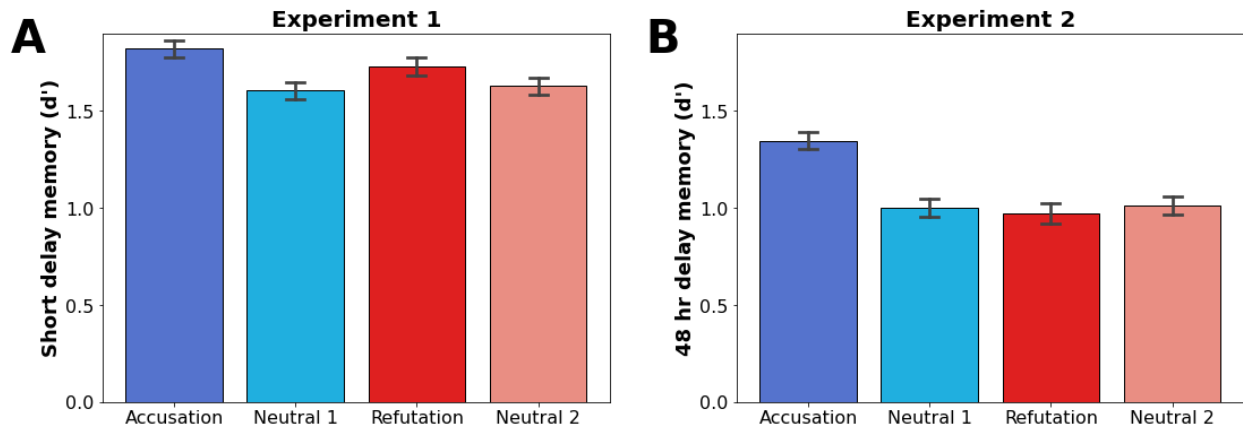 A
Experiment 1
Short delay memory (d')
1.5
1.0
0.5
0.0
Accusation Neutral 1 Refutation Neutral 2
B
Experiment 2
48 hr delay memory (d')
1.5
1.0
0.5
0.0
Accusation Neutral 1 Refutation Neutral 2